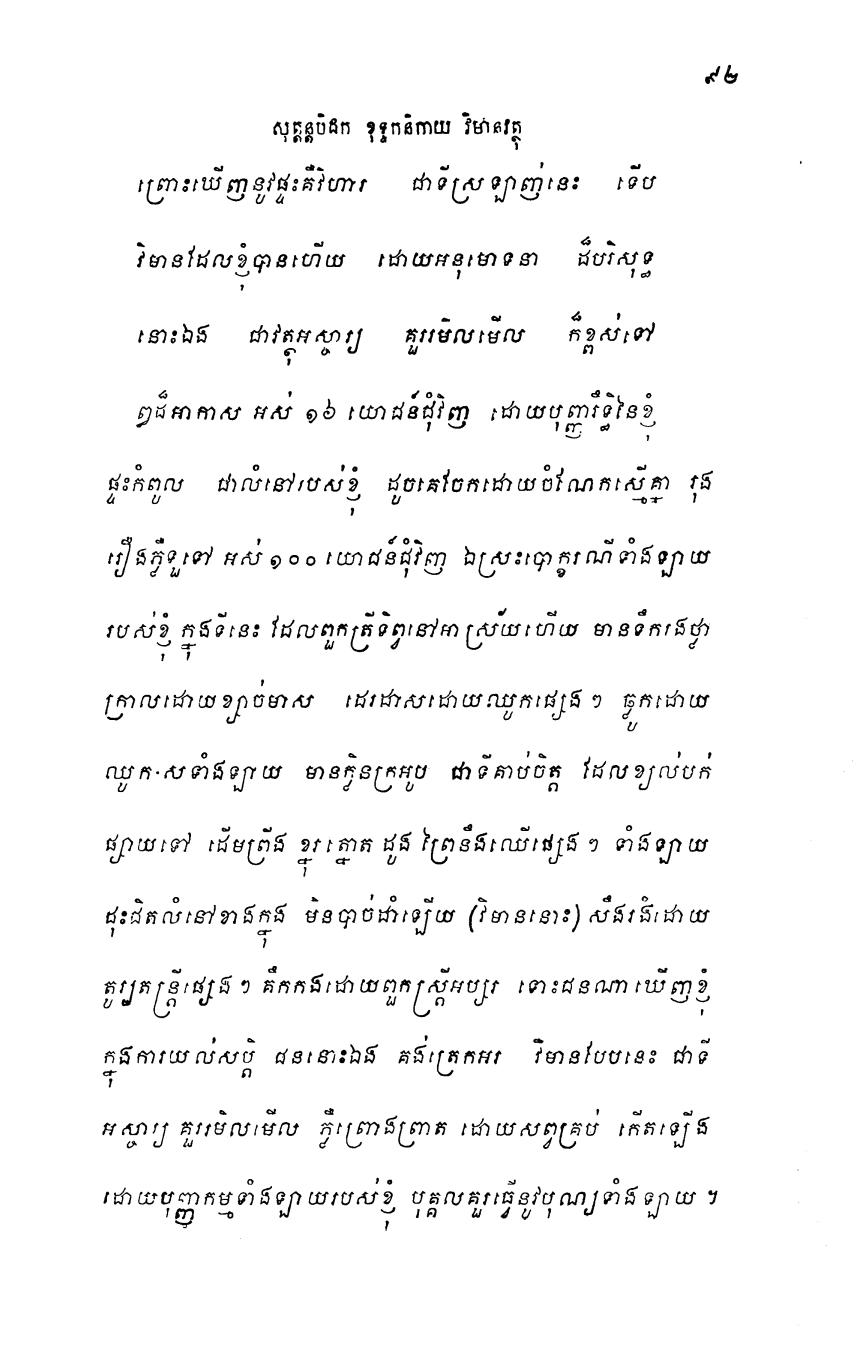 ៩២
សុត្តន្តបិដក ខុទ្ទកនិកាយ វិមានវត្ថុ
ព្រោះឃើញនូវផ្ទះគឺវិហារ ជាទីស្រឡាញ់នេះ ទើប
វិមានដែលខ្ញុំបានហើយ ដោយអនុមោទនា ដ៏បរិសុទ្ធ
នោះឯង ជាវត្ថុអស្ចារ្យ គួររមិលមើល ក៏ខ្ពស់ទៅ
ឰដ៏អាកាស អស់ ១៦ យោជន៍ជុំវិញ ដោយបុញ្ញារឹទ្ធិនៃខ្ញុំ
ផ្ទះកំពូល ជាលំនៅរបស់ខ្ញុំ ដូចគេចែកដោយចំណែកស្មើគ្នា រុង
រឿងភ្លឺទួទៅ អស់ ១០០ យោជន៍ជុំវិញ ឯស្រះបោក្ខរណីទាំងឡាយ
របស់ខ្ញុំ ក្នុងទីនេះ ដែលពួកត្រីទិព្វនៅអាស្រ័យហើយ មានទឹករងថ្លា
ក្រាលដោយខ្សាច់មាស ដេរដាសដោយឈូកផ្សេងៗ ធ្លុកដោយ
ឈូក-សទាំងឡាយ មានក្លិនក្រអូប ជាទីគាប់ចិត្ត ដែលខ្យល់បក់
ផ្សាយទៅ ដើមព្រីង ខ្នុរ ត្នោត ដូង ព្រៃនឹងឈើផ្សេងៗ ទាំងឡាយ
ដុះជិតលំនៅខាងក្នុង មិនបាច់ដាំឡើយ (វិមាននោះ) សឹងរងំដោយ
តូរ្យតន្ត្រីផ្សេងៗ គឹកកងដោយពួកស្ត្រីអប្សរ ទោះជនណាឃើញខ្ញុំ
ក្នុងការយល់សប្តិ ជននោះឯង គង់ត្រេកអរ វិមានបែបនេះ ជាទី
អស្ចារ្យ គួររមិលមើល ភ្លឺព្រោងព្រាត ដោយសព្វគ្រប់ កើតឡើង
ដោយបុញ្ញកម្មទាំងឡាយរបស់ខ្ញុំ បុគ្គលគួរធ្វើនូវបុណ្យទាំងឡាយ ។